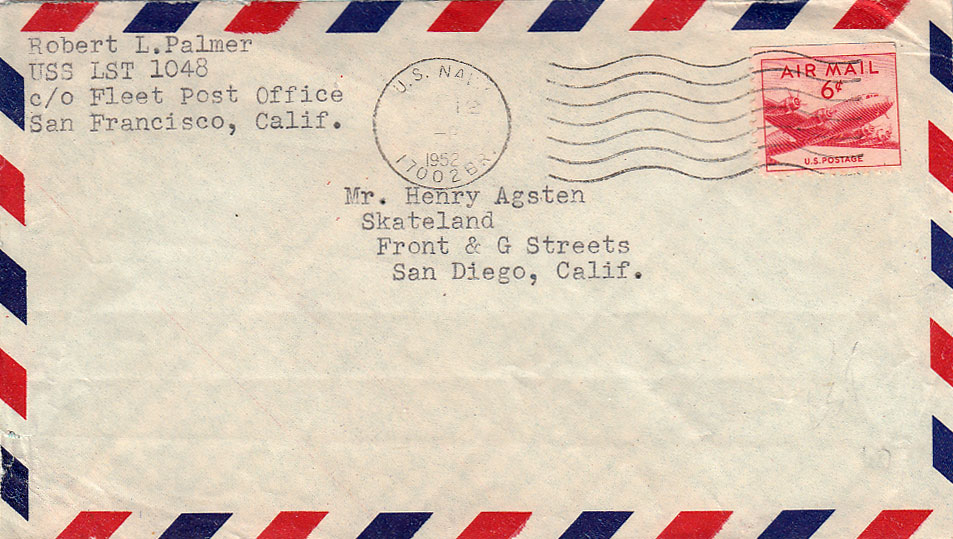 Robert L.Palmer
USS LST 1048
c/o Fleet Post Office
San Francisco, Calif.
U.S. NAVY
12
1952
17002 BR.
AIR MAIL
6¢
U.S. POSTAGE
Mr. Henry Agsten
Skateland
Front & G Streets
San Diego, Calif.